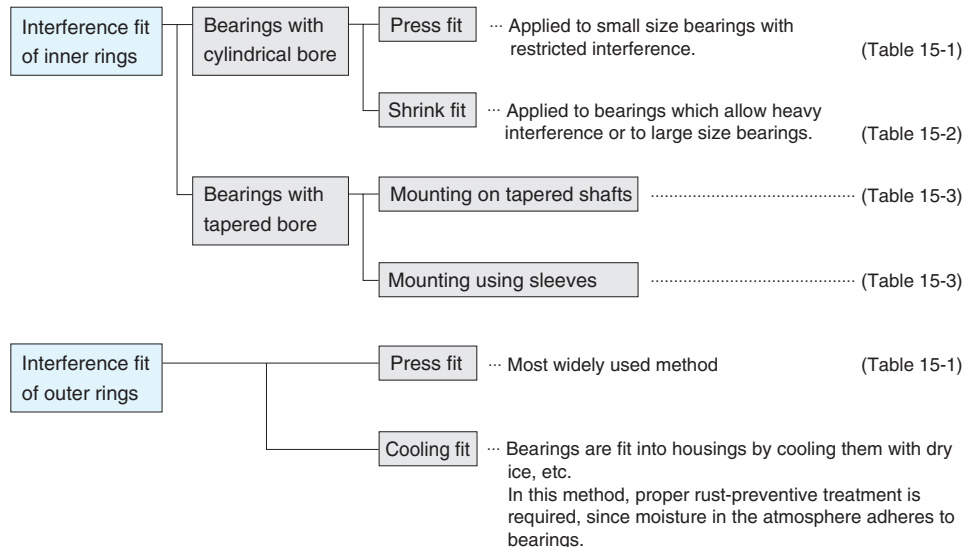 Interference fit
of inner rings
Bearings with
cylindrical bore
Press fit
··· Applied to small size bearings with
restricted interference.
(Table 15-1)
Shrink fit
··· Applied to bearings which allow heavy
interference or to large size bearings.
(Table 15-2)
Bearings with
tapered bore
Mounting on tapered shafts
············································ (Table 15-3)
Mounting using sleeves
············································ (Table 15-3)
Interference fit
of outer rings
Press fit
··· Most widely used method
(Table 15-1)
Cooling fit
··· Bearings are fit into housings by cooling them with dry
ice, etc.
In this method, proper rust-preventive treatment is
required, since moisture in the atmosphere adheres to
bearings.